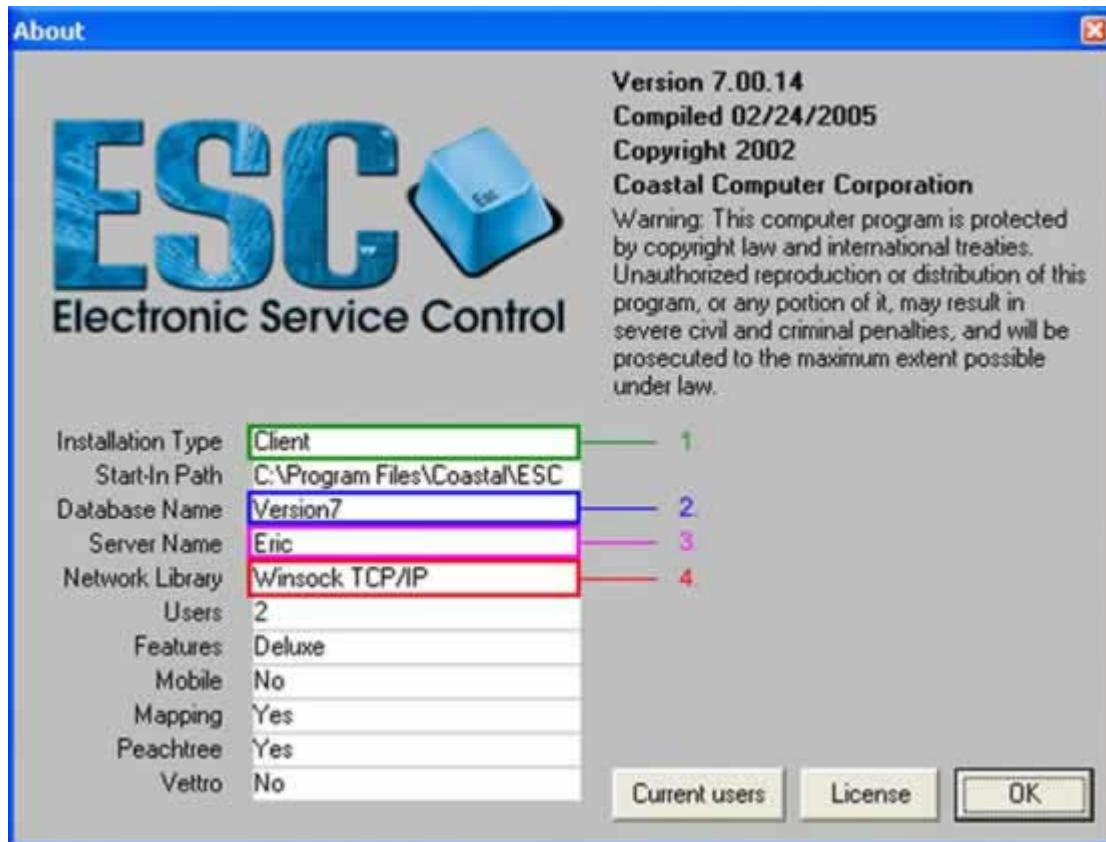 About
ESC
Esc
Electronic Service Control
Version 7.00.14
Compiled 02/24/2005
Copyright 2002
Coastal Computer Corporation
Warning: This computer program is protected
by copyright law and international treaties.
Unauthorized reproduction or distribution of this
program, or any portion of it, may result in
severe civil and criminal penalties, and will be
prosecuted to the maximum extent possible
under law.
Installation Type Client 1.
Start-In Path C:\Program Files\Coastal\ESC
Database Name Version7 2.
Server Name Eric 3.
Network Library Winsock TCP/IP 4.
Users 2
Features Deluxe
Mobile No
Mapping Yes
Peachtree Yes
Vettro No
Current users License OK